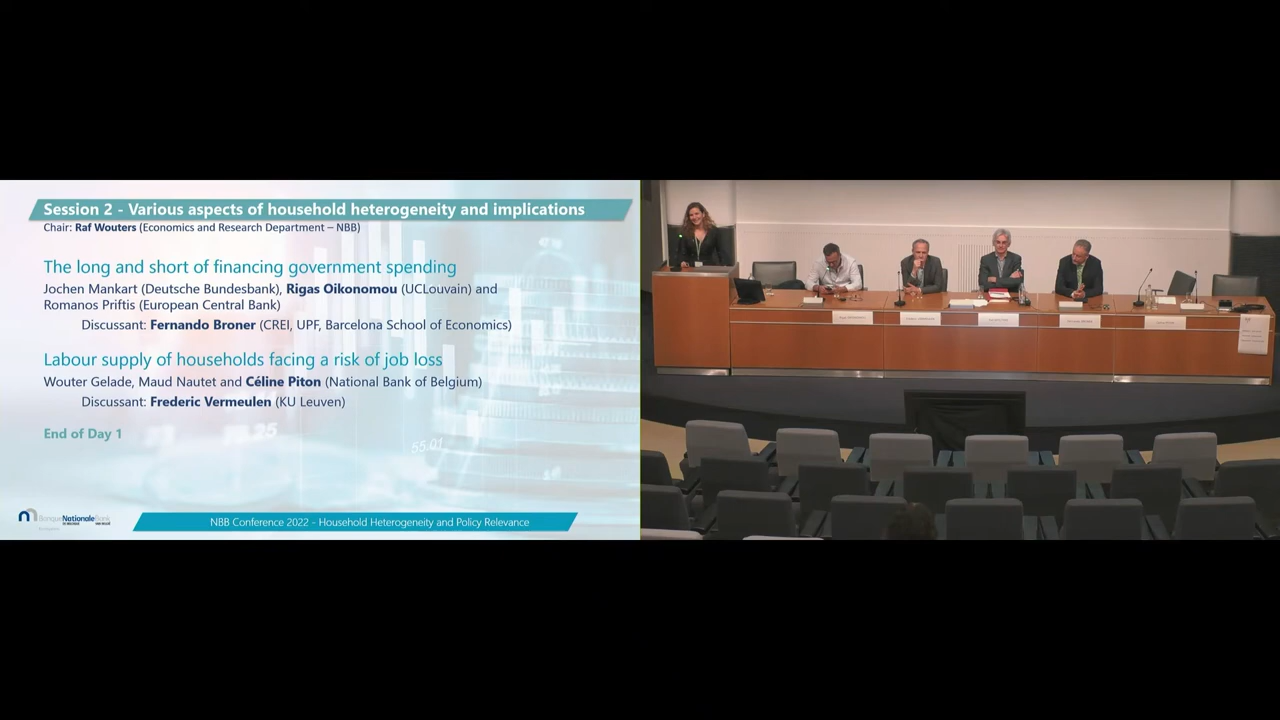 Session 2 - Various aspects of household heterogeneity and implications
Chair: Raf Wouters (Economics and Research Department – NBB)
The long and short of financing government spending
Jochen Mankart (Deutsche Bundesbank), Rigas Oikonomou (UCLouvain) and
Romanos Priftis (European Central Bank)
Discussant: Fernando Broner (CREI, UPF, Barcelona School of Economics)
Labour supply of households facing a risk of job loss
Wouter Gelade, Maud Nautet and Céline Piton (National Bank of Belgium)
Discussant: Frederic Vermeulen (KU Leuven)
End of Day 1
55.01
BanqueNationaleBank
NBB Conference 2022 - Household Heterogeneity and Policy Relevance